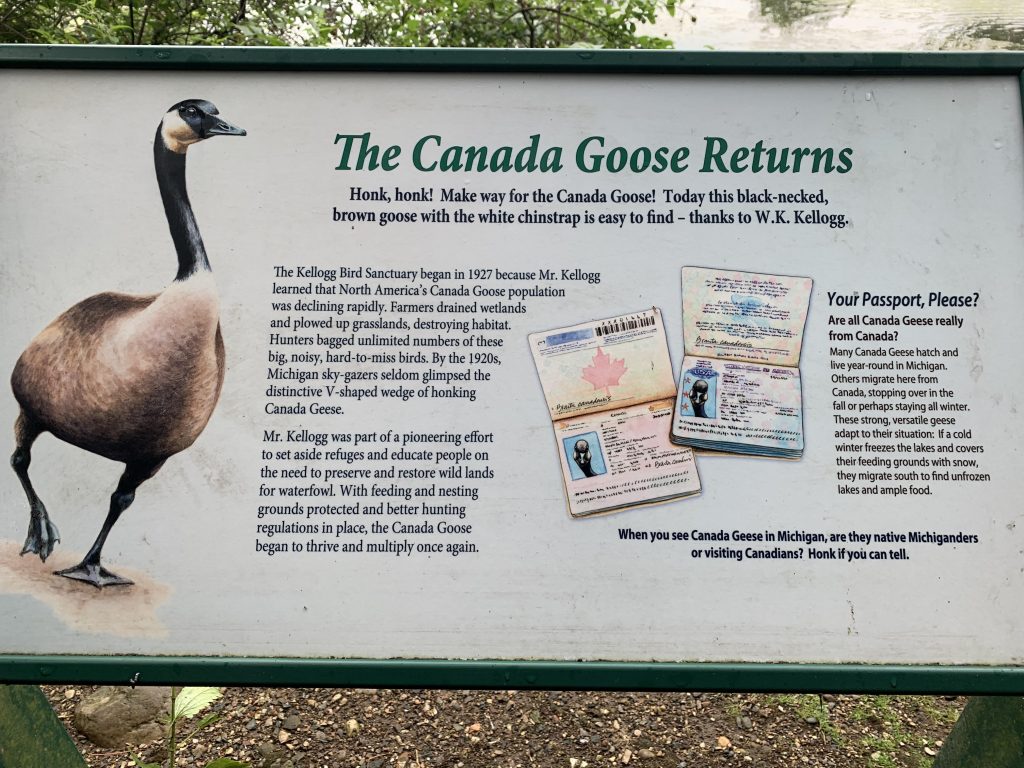 The Canada Goose Returns
Honk, honk! Make way for the Canada Goose! Today this black-necked,
brown goose with the white chinstrap is easy to find – thanks to W.K. Kellogg.
The Kellogg Bird Sanctuary began in 1927 because Mr. Kellogg
learned that North America's Canada Goose population
was declining rapidly. Farmers drained wetlands
and plowed up grasslands, destroying habitat.
Hunters bagged unlimited numbers of these
big, noisy, hard-to-miss birds. By the 1920s,
Michigan sky-gazers seldom glimpsed the
distinctive V-shaped wedge of honking
Canada Geese.
Mr. Kellogg was part of a pioneering effort
to set aside refuges and educate people on
the need to preserve and restore wild lands
for waterfowl. With feeding and nesting
grounds protected and better hunting
regulations in place, the Canada Goose
began to thrive and multiply once again.
Branta canadensis
Branta canadensis
Your Passport, Please?
Are all Canada Geese really
from Canada?
Many Canada Geese hatch and
live year-round in Michigan.
Others migrate here from
Canada, stopping over in the
fall or perhaps staying all winter.
These strong, versatile geese
adapt to their situation: If a cold
winter freezes the lakes and covers
their feeding grounds with snow,
they migrate south to find unfrozen
lakes and ample food.
When you see Canada Geese in Michigan, are they native Michiganders
or visiting Canadians? Honk if you can tell.